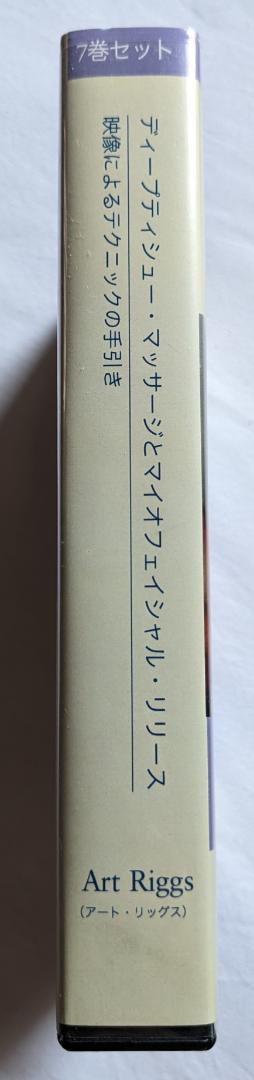 7巻セット
ディープティシュー・マッサージとマイオフェイシャル・リリース
映像によるテクニックの手引き
Art Riggs
（アート・リッグス）